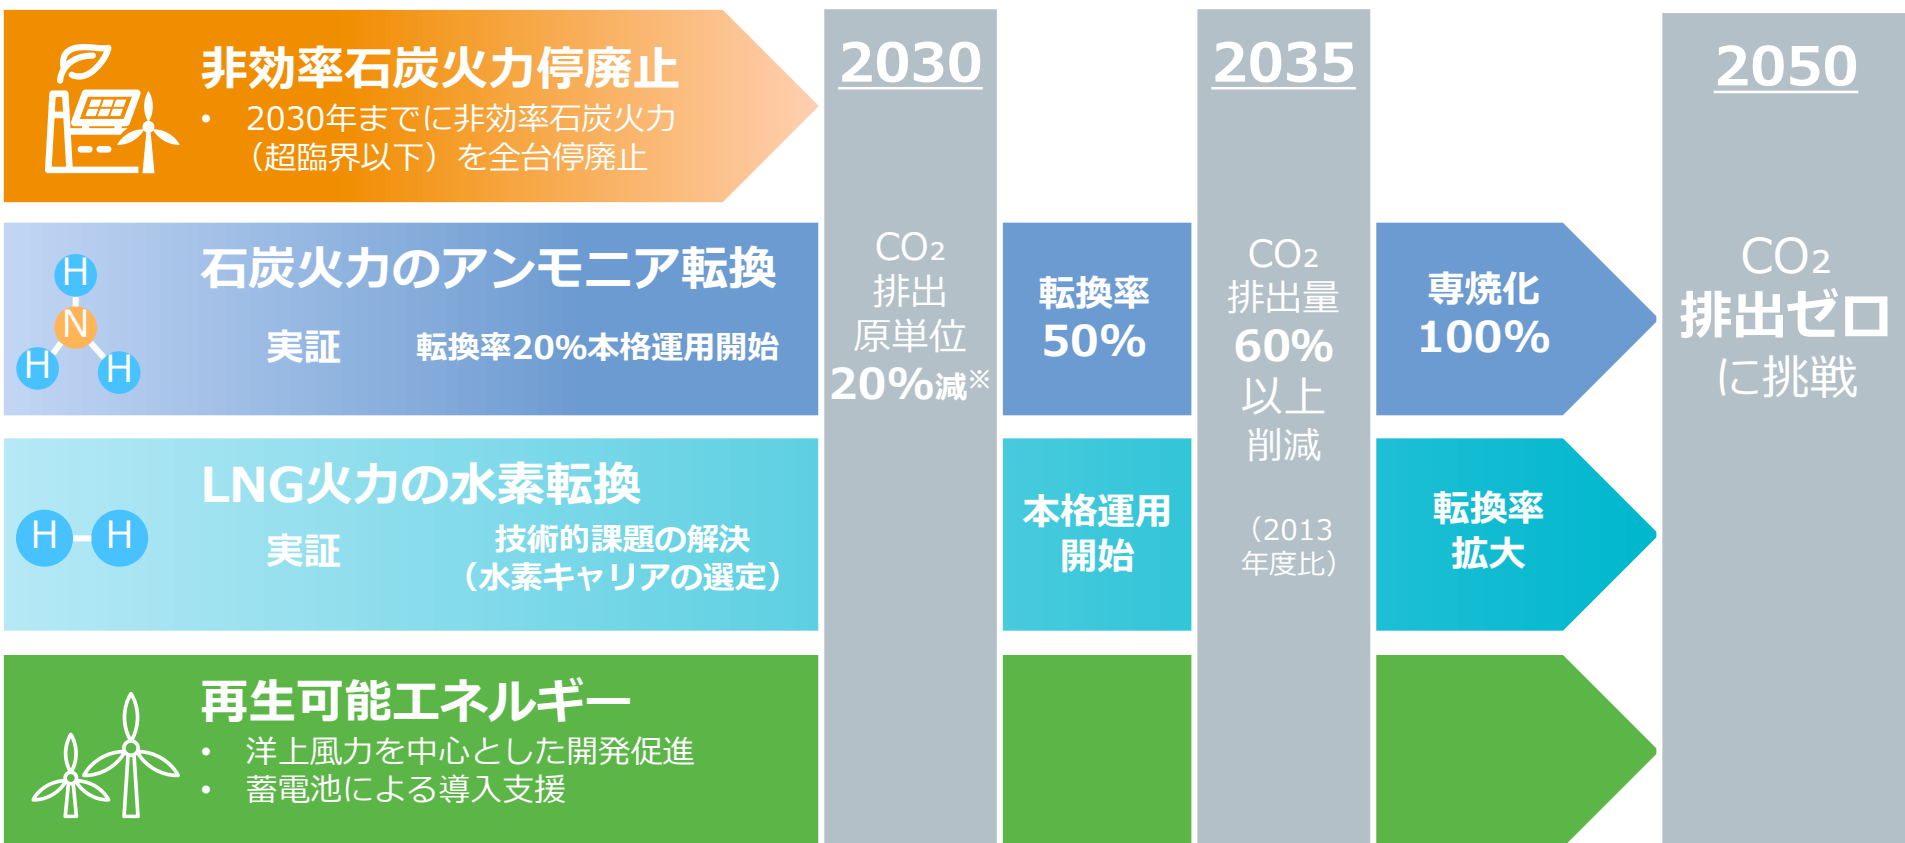 非効率石炭火力停廃止
• 2030年までに非効率石炭火力
（超臨界以下）を全台停廃止
石炭火力のアンモニア転換
H
N
H
H
実証 転換率20%本格運用開始
LNG火力の水素転換
H H
実証
技術的課題の解決
（水素キャリアの選定）
再生可能エネルギー
• 洋上風力を中心とした開発促進
• 蓄電池による導入支援
2030
CO₂
排出
原単位
20%減※
転換率
50%
本格運用
開始
2035
CO₂
排出量
60%
以上
削減
（2013
年度比）
専焼化
100%
転換率
拡大
2050
CO₂
排出ゼロ
に挑戦